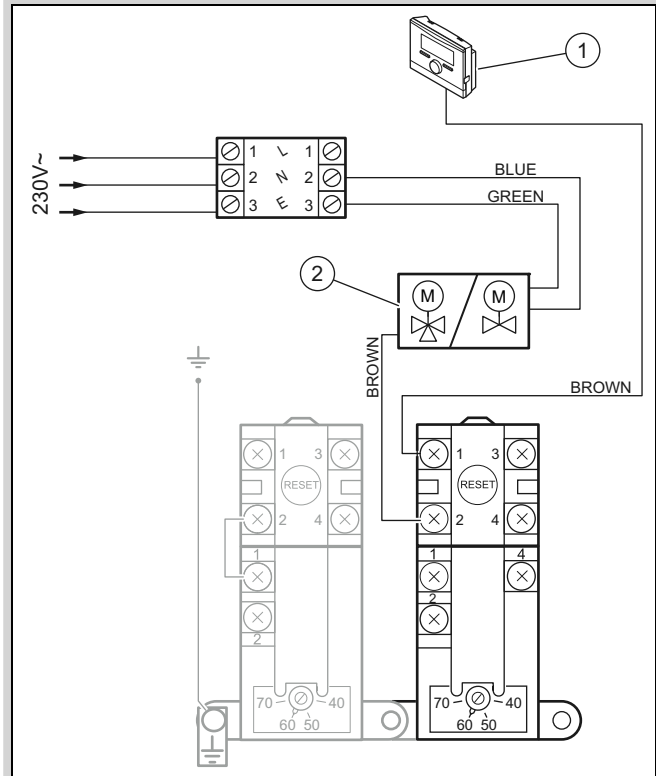 1
230V~
1 L 1
2 N 2
3 E 3
BLUE
GREEN
2
M M
BROWN
BROWN
1 3
RESET
2 4
1
2
70 40
60 50
1 3
RESET
2 4
1 4
2
70 40
60 50